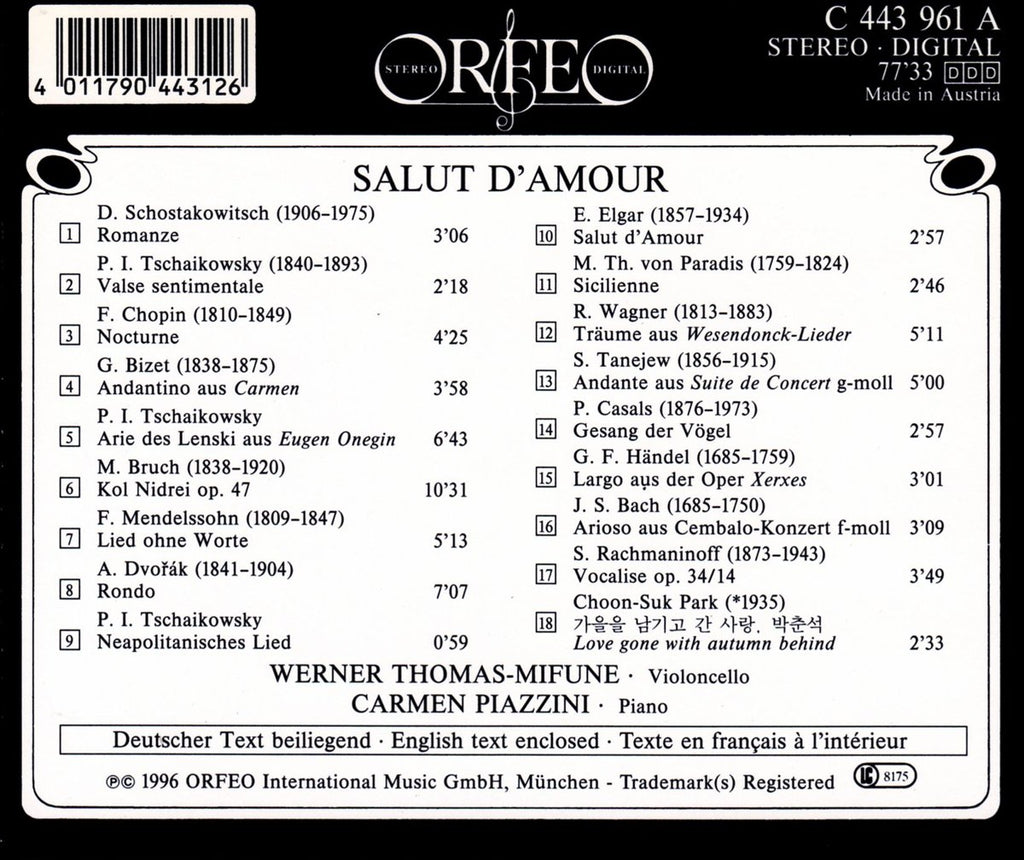 4 011790 443126
STEREO ORFEO DIGITAL
C 443 961 A
STEREO · DIGITAL
77'33 DDD
Made in Austria
SALUT D'AMOUR
D. Schostakowitsch (1906-1975)
1 Romanze 3'06
P. I. Tschaikowsky (1840-1893)
2 Valse sentimentale 2'18
F. Chopin (1810-1849)
3 Nocturne 4'25
G. Bizet (1838-1875)
4 Andantino aus Carmen 3'58
P. I. Tschaikowsky
5 Arie des Lenski aus Eugen Onegin 6'43
M. Bruch (1838-1920)
6 Kol Nidrei op. 47 10'31
F. Mendelssohn (1809-1847)
7 Lied ohne Worte 5'13
A. Dvořák (1841-1904)
8 Rondo 7'07
P. I. Tschaikowsky
9 Neapolitanisches Lied 0'59
E. Elgar (1857-1934)
10 Salut d'Amour 2'57
M. Th. von Paradis (1759-1824)
11 Sicilienne 2'46
R. Wagner (1813-1883)
12 Träume aus Wesendonck-Lieder 5'11
S. Tanejew (1856-1915)
13 Andante aus Suite de Concert g-moll 5'00
P. Casals (1876-1973)
14 Gesang der Vögel 2'57
G. F. Händel (1685-1759)
15 Largo aus der Oper Xerxes 3'01
J. S. Bach (1685-1750)
16 Arioso aus Cembalo-Konzert f-moll 3'09
S. Rachmaninoff (1873-1943)
17 Vocalise op. 34/14 3'49
Choon-Suk Park (*1935)
18 가을을 남기고 간 사랑. 박춘석
Love gone with autumn behind 2'33
WERNER THOMAS-MIFUNE · Violoncello
CARMEN PIAZZINI · Piano
Deutscher Text beiliegend · English text enclosed · Texte en français à l'intérieur
℗© 1996 ORFEO International Music GmbH, München - Trademark(s) Registered LC 8175